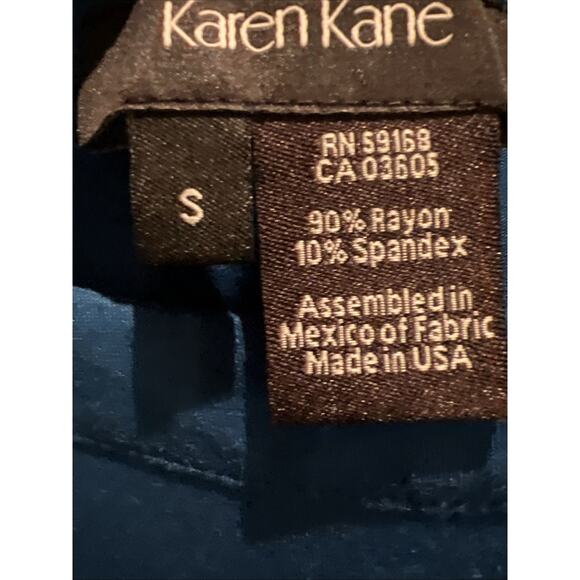 Karen Kane
S
RN 59168
CA 03605
90% Rayon
10% Spandex
Assembled in
Mexico of Fabric
Made in USA